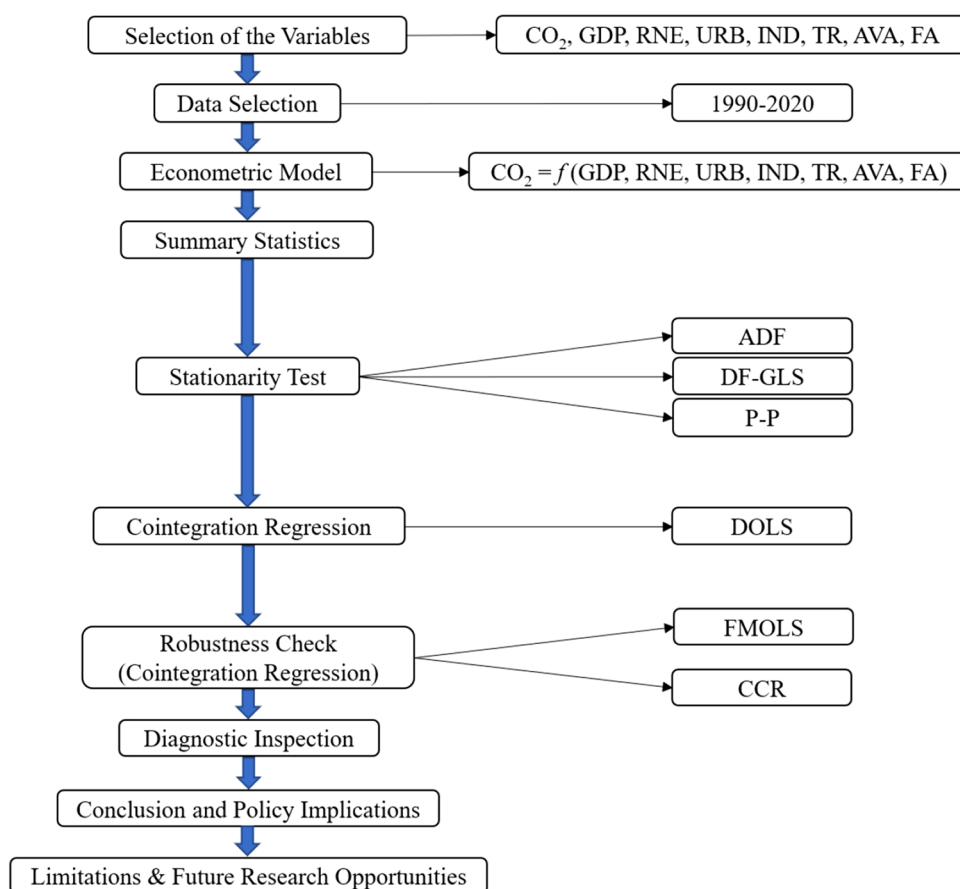 Selection of the Variables
CO₂, GDP, RNE, URB, IND, TR, AVA, FA
Data Selection
1990-2020
Econometric Model
CO₂ = f (GDP, RNE, URB, IND, TR, AVA, FA)
Summary Statistics
Stationarity Test
ADF
DF-GLS
P-P
Cointegration Regression
DOLS
Robustness Check
(Cointegration Regression)
FMOLS
CCR
Diagnostic Inspection
Conclusion and Policy Implications
Limitations & Future Research Opportunities